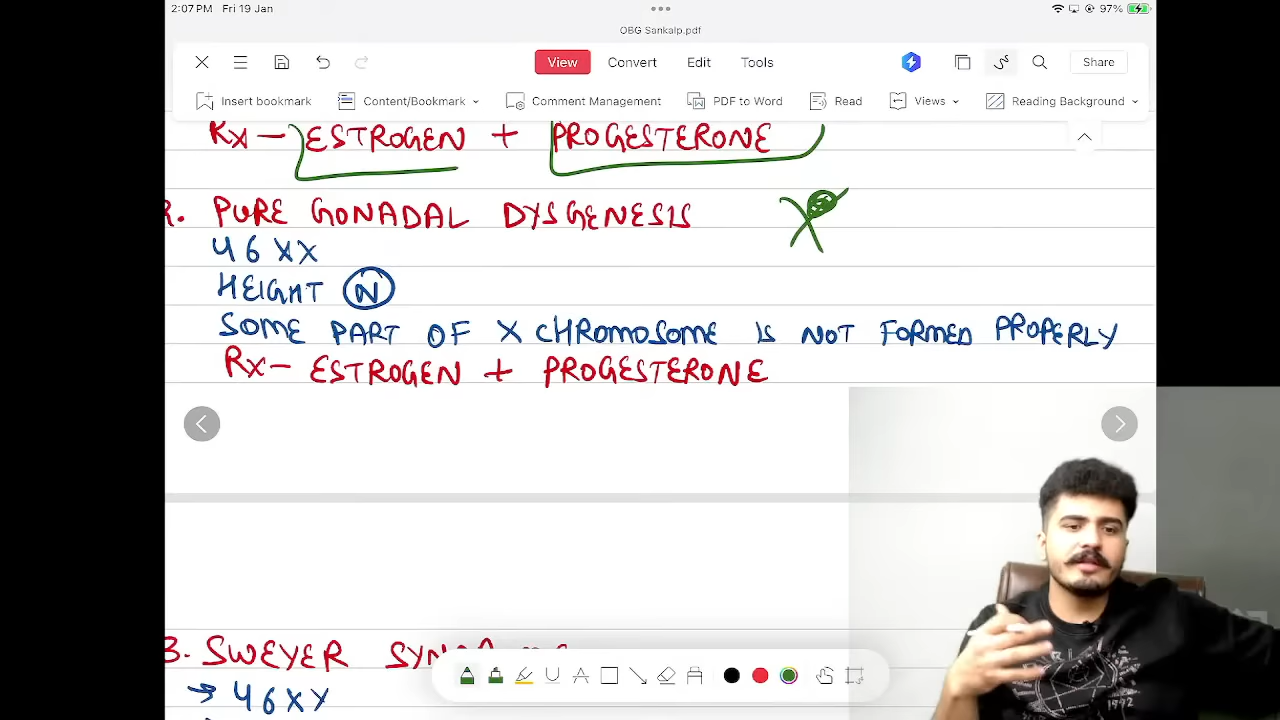 2:07 PM Fri 19 Jan
97%
OBG Sankalp.pdf
View Convert Edit Tools
Share
Insert bookmark Content/Bookmark Comment Management PDF to Word Read Views Reading Background
Rx - ESTROGEN + PROGESTERONE
2. PURE GONADAL DYSGENESIS
46 XX
HEIGHT N
SOME PART OF X CHROMOSOME IS NOT FORMED PROPERLY
Rx - ESTROGEN + PROGESTERONE
3. SWEYER
→ 46XY
1992